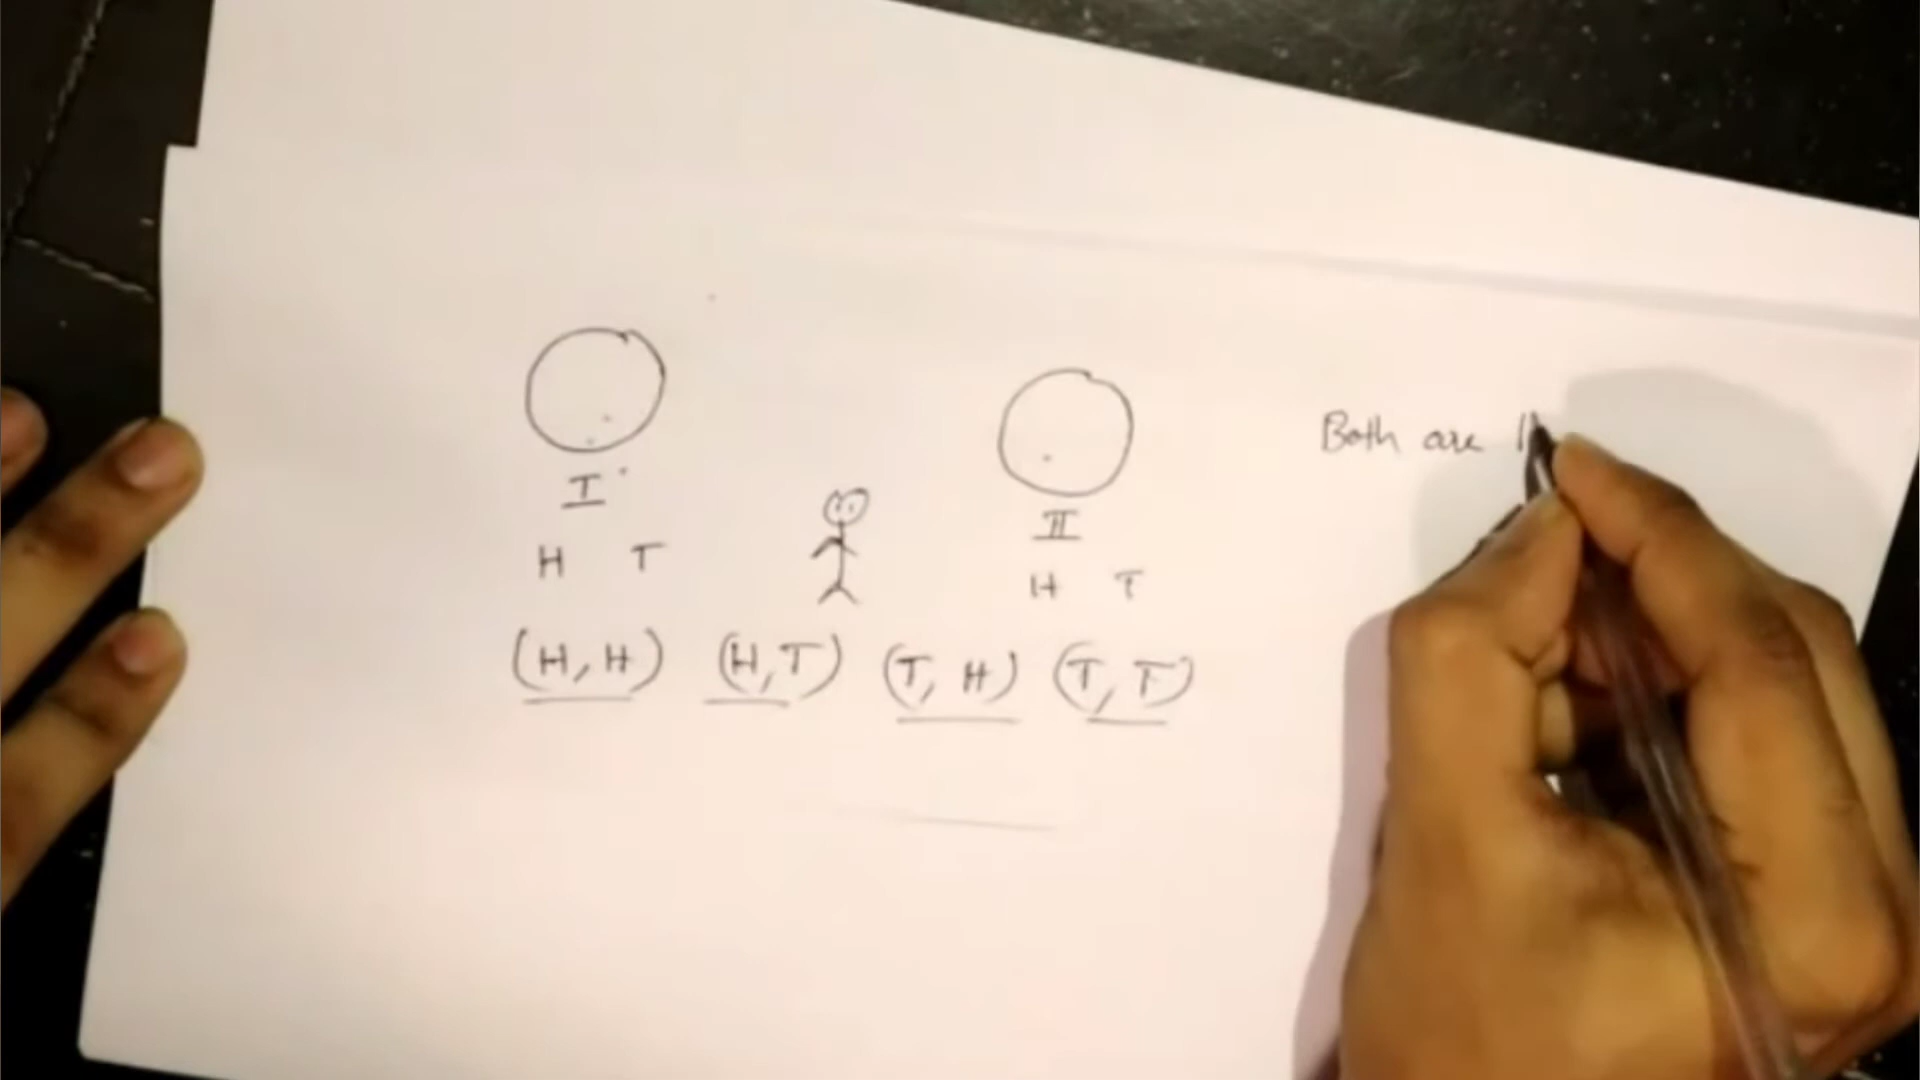 I
II
H T
H T
(H, H) (H, T) (T, H) (T, T)
Both are